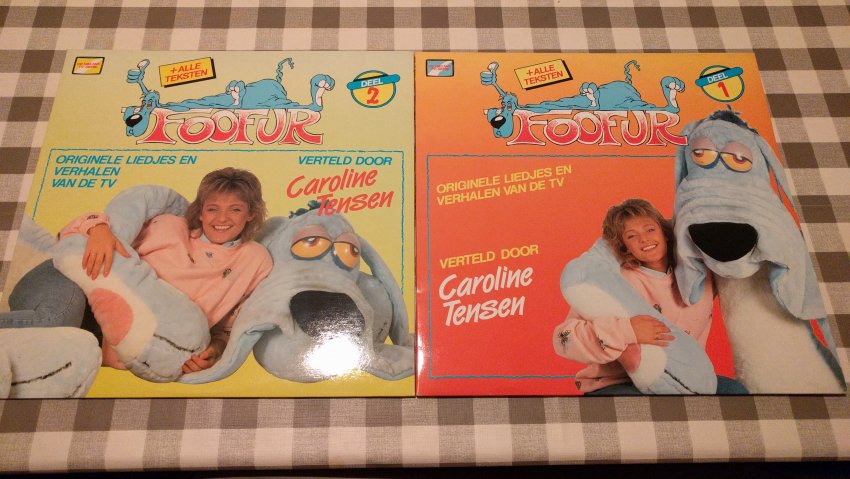 +ALLE
TEKSTEN
DEEL
2
FOOFUR
ORIGINELE LIEDJES EN
VERHALEN
VAN DE TV
VERTELD DOOR
Caroline
Tensen
+ALLE
TEKSTEN
DEEL
1
FOOFUR
ORIGINELE LIEDJES EN
VERHALEN VAN DE TV
VERTELD DOOR
Caroline
Tensen